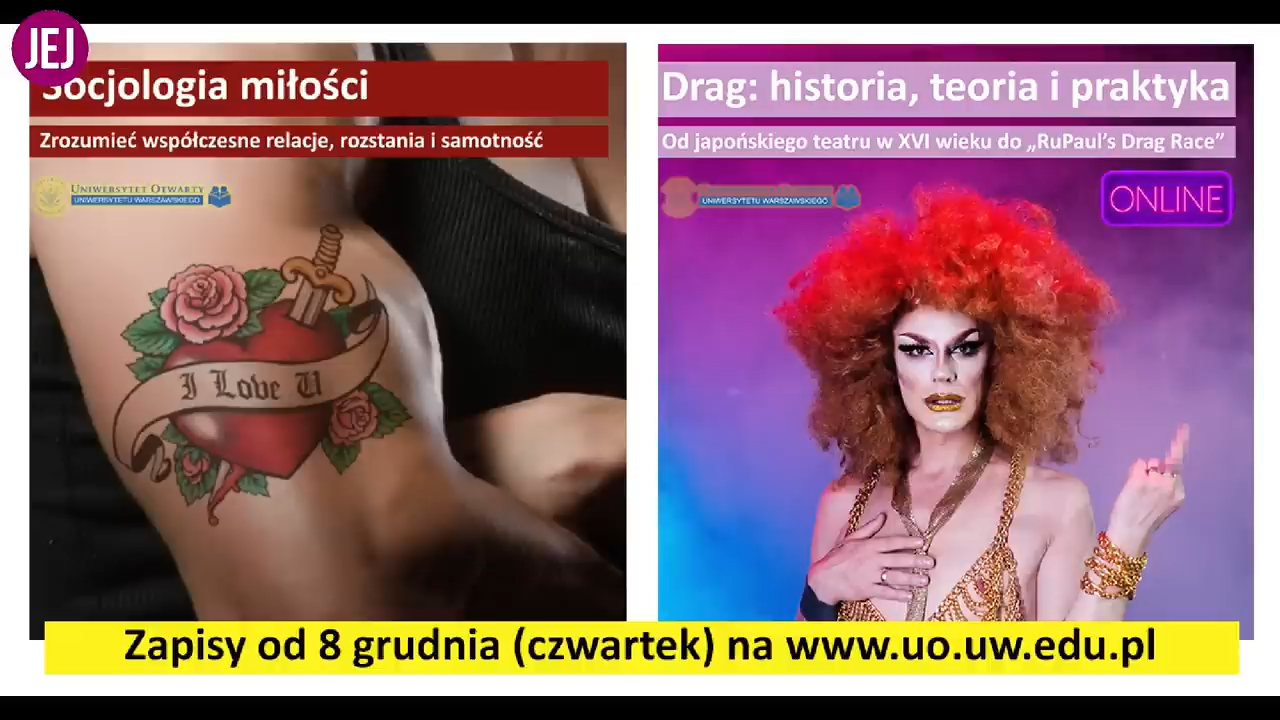 JEJ
Socjologia miłości
Zrozumieć współczesne relacje, rozstania i samotność
UNIWERSYTET OTWARTY
UNIWERSYTETU WARSZAWSKIEGO
I Love U
Drag: historia, teoria i praktyka
Od japońskiego teatru w XVI wieku do „RuPaul's Drag Race”
UNIWERSYTETU WARSZAWSKIEGO
ONLINE
Zapisy od 8 grudnia (czwartek) na www.uo.uw.edu.pl